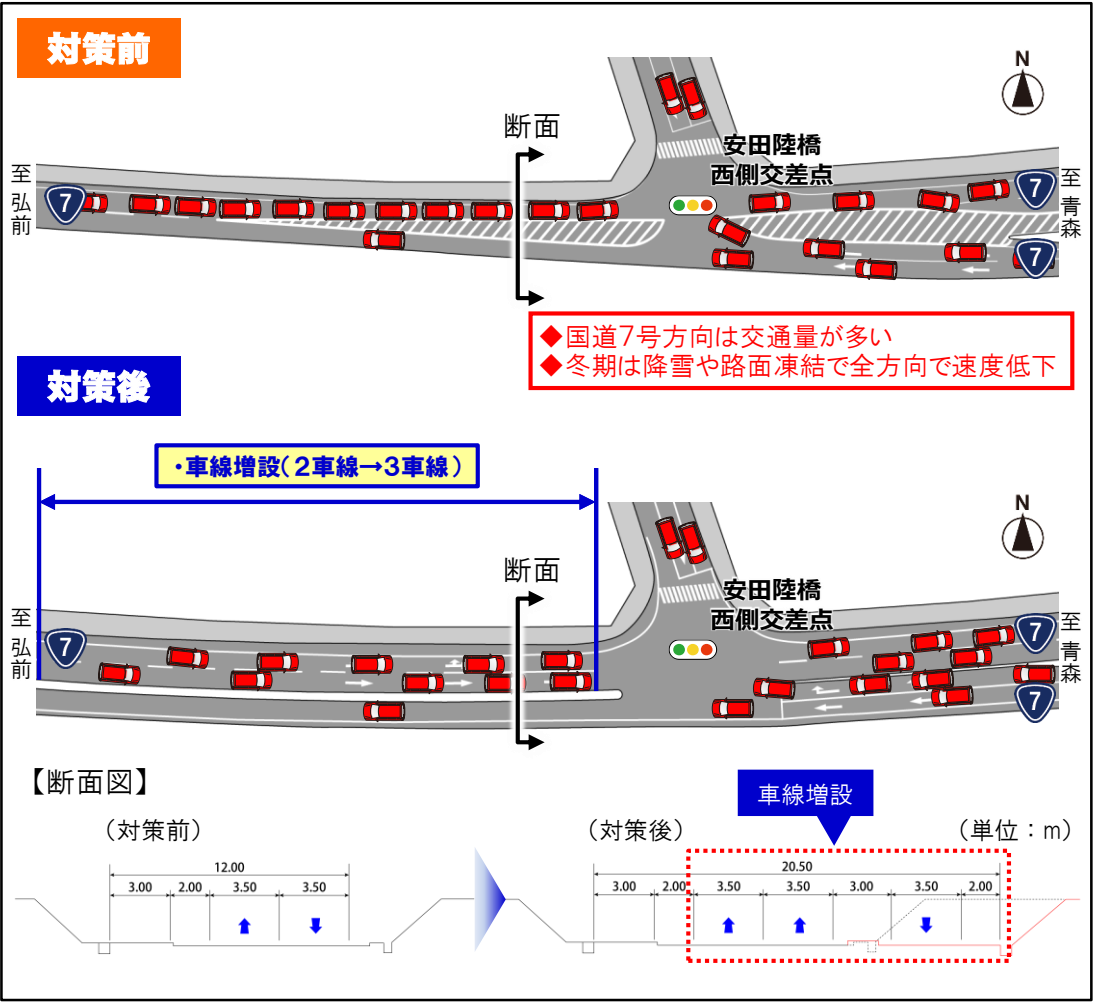 対策前
N
断面
安田陸橋
西側交差点
至 弘前
7
7
至 青森
7
◆国道7号方向は交通量が多い
◆冬期は降雪や路面凍結で全方向で速度低下
対策後
・車線増設(2車線→3車線)
N
断面
安田陸橋
西側交差点
至 弘前
7
7
至 青森
7
【断面図】
車線増設
(対策前)
(対策後)
(単位：m)
12.00
3.00 2.00 3.50 3.50
20.50
3.00 2.00 3.50 3.50 3.00 3.50 2.00